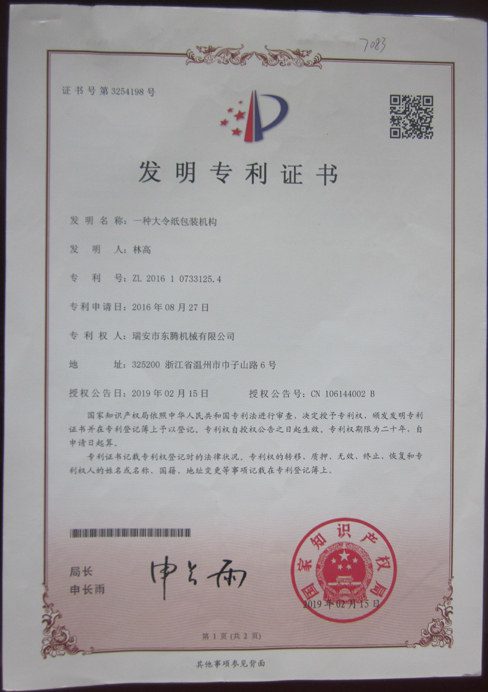 7083
证书号第3254198号
发明专利证书
发明名称：一种大令纸包装机构
发明人：林高
专利号：ZL 2016 1 0733125.4
专利申请日：2016年08月27日
专利权人：瑞安市东腾机械有限公司
地址：325200 浙江省温州市巾子山路6号
授权公告日：2019年02月15日 授权公告号：CN 106144002 B
国家知识产权局依照中华人民共和国专利法进行审查，决定授予专利权，颁发发明专利
证书并在专利登记簿上予以登记。专利权自授权公告之日起生效。专利权期限为二十年，自
申请日起算。
专利证书记载专利权登记时的法律状况。专利权的转移、质押、无效、终止、恢复和专
利权人的姓名或名称、国籍、地址变更等事项记载在专利登记簿上。
局长
申长雨
申长雨
国家知识产权局
2019年02月15日
第1页（共2页）
其他事项参见背面